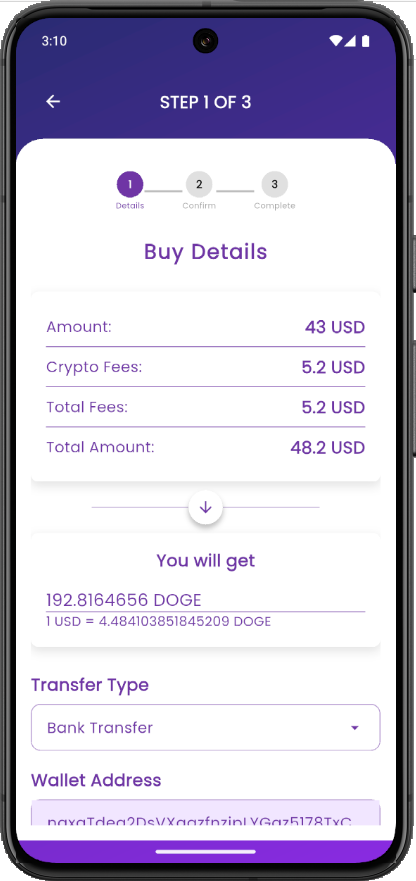 3:10
STEP 1 OF 3
1 2 3
Details Confirm Complete
Buy Details
Amount: 43 USD
Crypto Fees: 5.2 USD
Total Fees: 5.2 USD
Total Amount: 48.2 USD
You will get
192.8164656 DOGE
1 USD = 4.484103851845209 DOGE
Transfer Type
Bank Transfer
Wallet Address